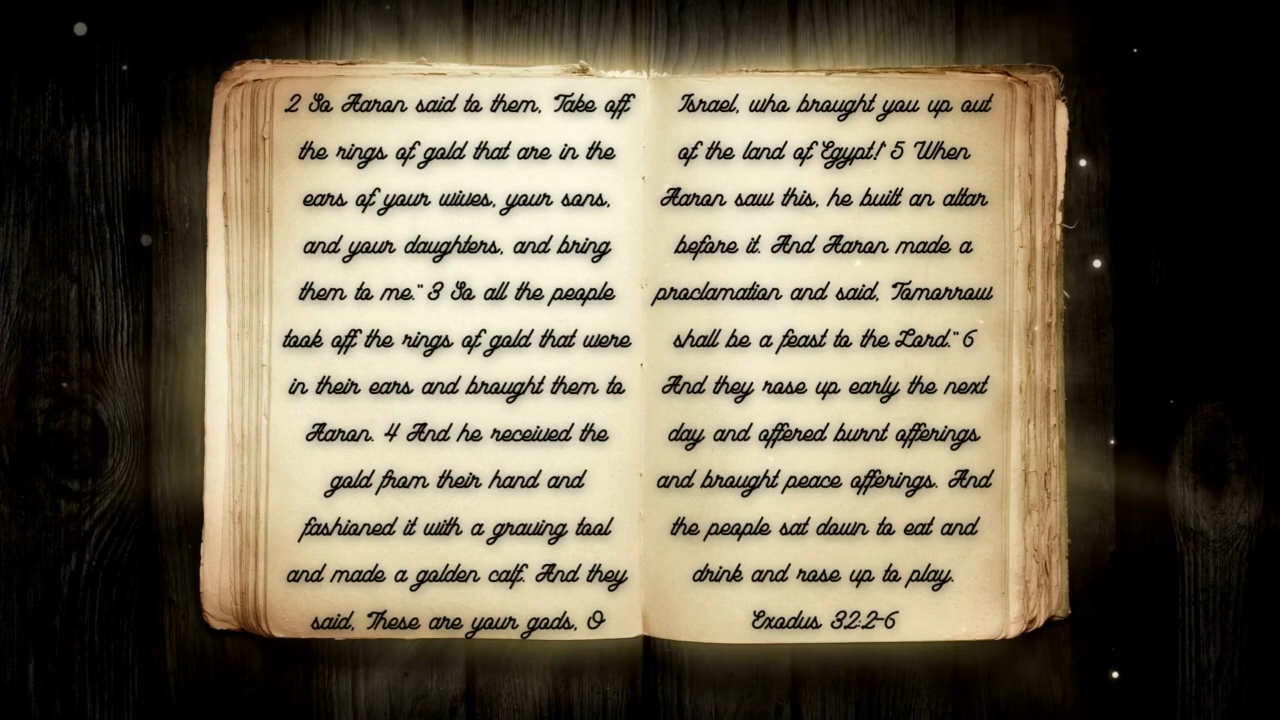 2 So Aaron said to them, Take off
the rings of gold that are in the
ears of your wives, your sons,
and your daughters, and bring
them to me." 3 So all the people
took off the rings of gold that were
in their ears and brought them to
Aaron. 4 And he received the
gold from their hand and
fashioned it with a graving tool
and made a golden calf. And they
said, These are your gods, O
Israel, who brought you up out
of the land of Egypt!' 5 When
Aaron saw this, he built an altar
before it. And Aaron made a
proclamation and said, Tomorrow
shall be a feast to the Lord." 6
And they rose up early the next
day and offered burnt offerings
and brought peace offerings. And
the people sat down to eat and
drink and rose up to play.
Exodus 32:2-6